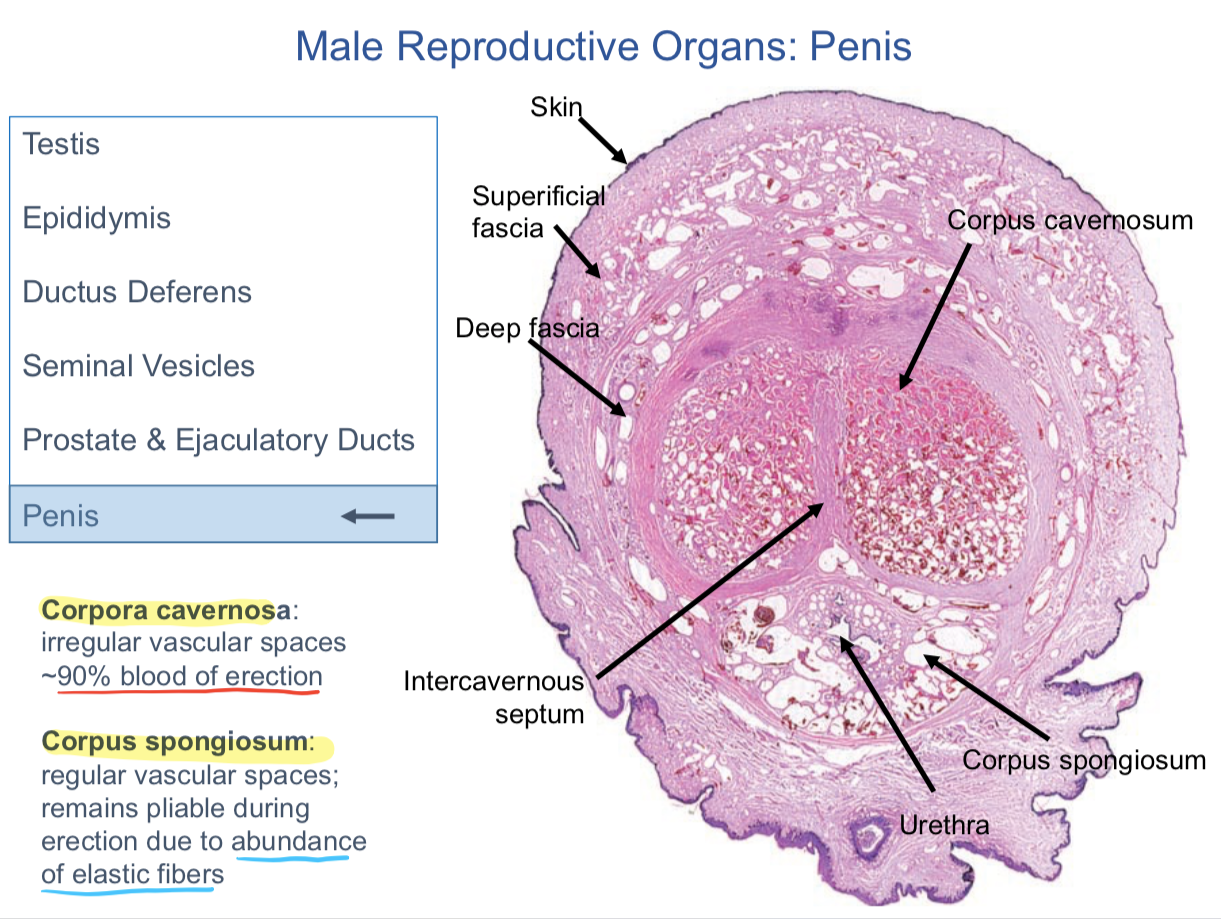 Male Reproductive Organs: Penis
Testis
Epididymis
Ductus Deferens
Seminal Vesicles
Prostate & Ejaculatory Ducts
Penis
Corpora cavernosa:
irregular vascular spaces
~90% blood of erection
Corpus spongiosum:
regular vascular spaces;
remains pliable during
erection due to abundance
of elastic fibers
Skin
Superificial
fascia
Deep fascia
Corpus cavernosum
Intercavernous
septum
Corpus spongiosum
Urethra